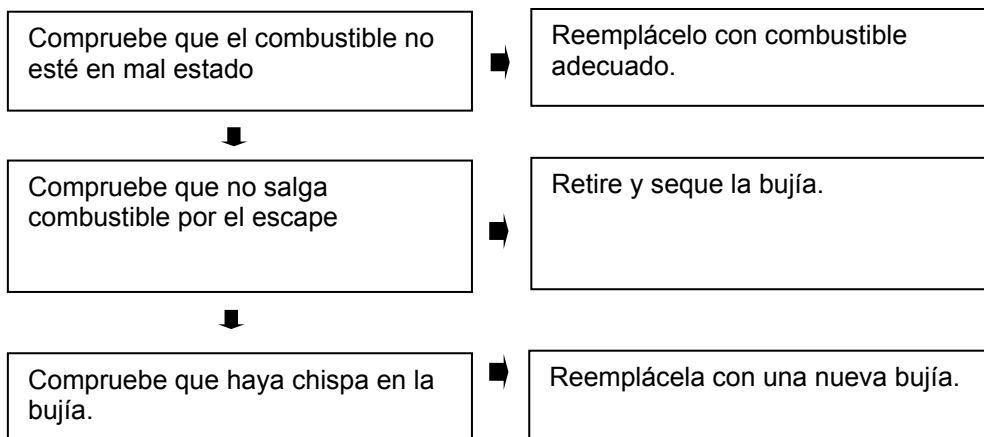 Compruebe que el combustible no
esté en mal estado
Reemplácelo con combustible
adecuado.
Compruebe que no salga
combustible por el escape
Retire y seque la bujía.
Compruebe que haya chispa en la
bujía.
Reemplácela con una nueva bujía.